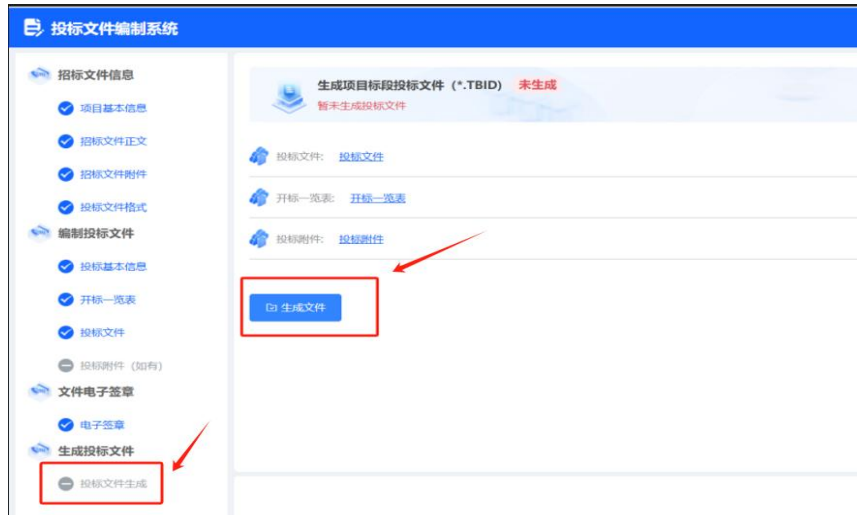 投标文件编制系统
招标文件信息
项目基本信息
招标文件正文
招标文件附件
投标文件格式
编制投标文件
投标基本信息
开标一览表
投标文件
投标附件（如有）
文件电子签章
电子签章
生成投标文件
投标文件生成
生成项目标段投标文件（*.TBID） 未生成
暂未生成投标文件
投标文件： 投标文件
开标一览表： 开标一览表
投标附件： 投标附件
生成文件